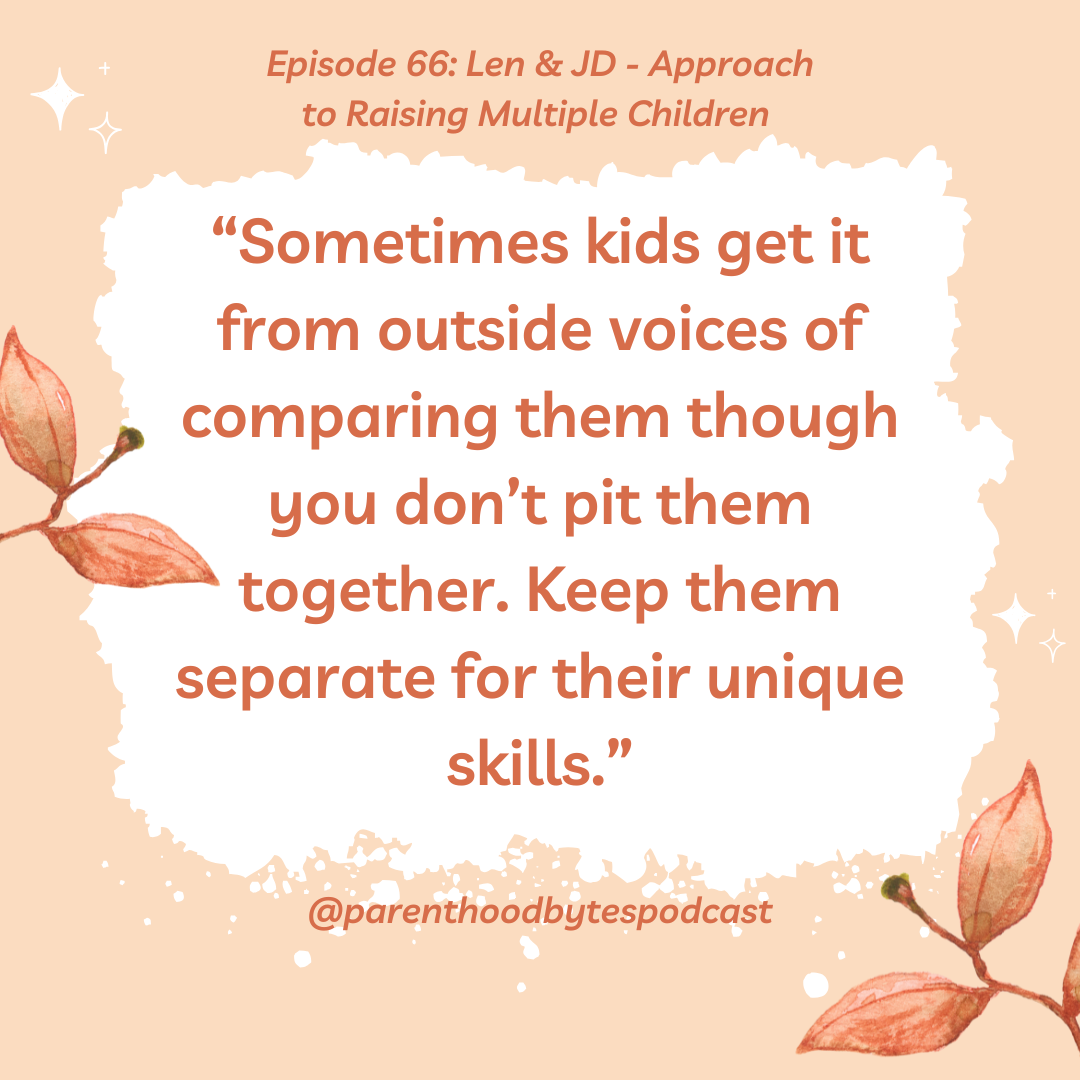 Episode 66: Len & JD - Approach
to Raising Multiple Children
“Sometimes kids get it
from outside voices of
comparing them though
you don’t pit them
together. Keep them
separate for their unique
skills.”
@parenthoodbytespodcast